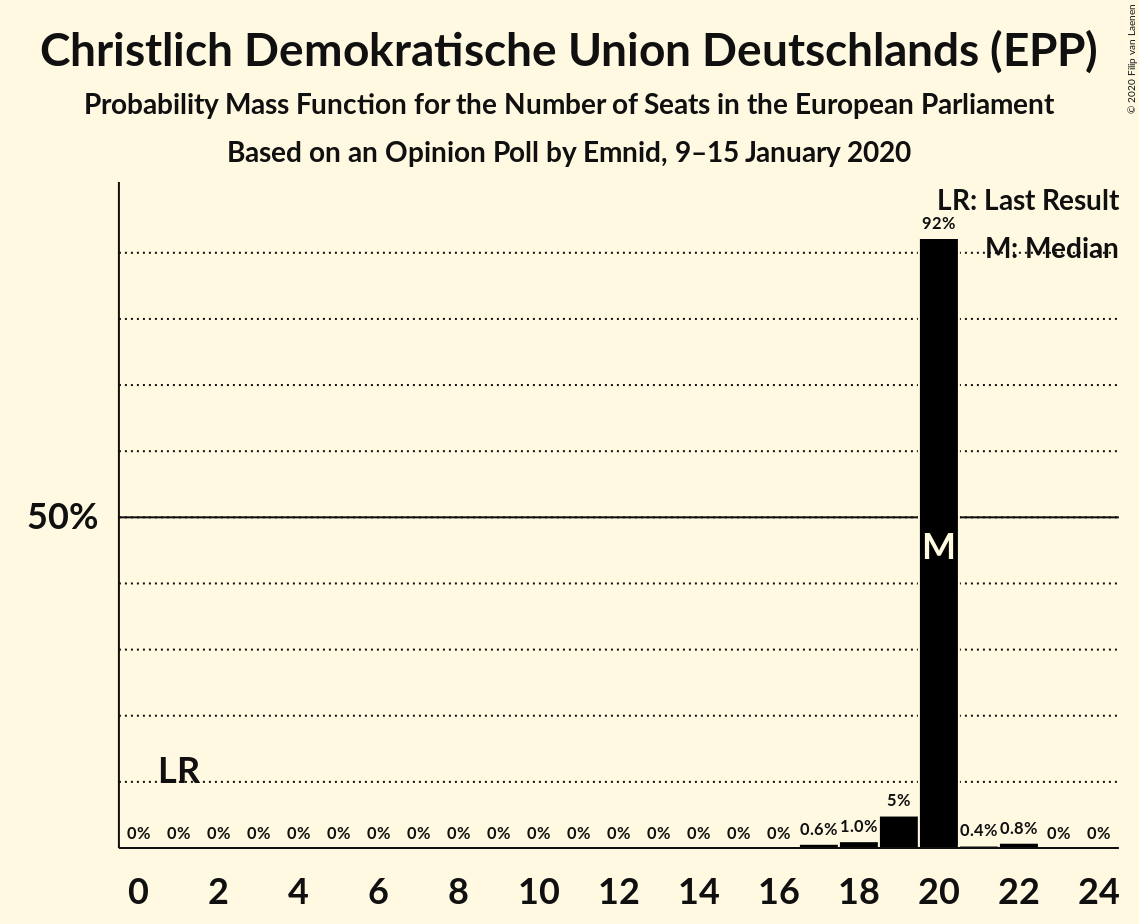 Christlich Demokratische Union Deutschlands (EPP)
Probability Mass Function for the Number of Seats in the European Parliament
Based on an Opinion Poll by Emnid, 9–15 January 2020
© 2020 Filip van Laenen
LR: Last Result
92%
M: Median
50%
M
LR
5%
0% 0% 0% 0% 0% 0% 0% 0% 0% 0% 0% 0% 0% 0% 0% 0% 0% 0.6% 1.0% 0.4% 0.8% 0% 0%
0 2 4 6 8 10 12 14 16 18 20 22 24